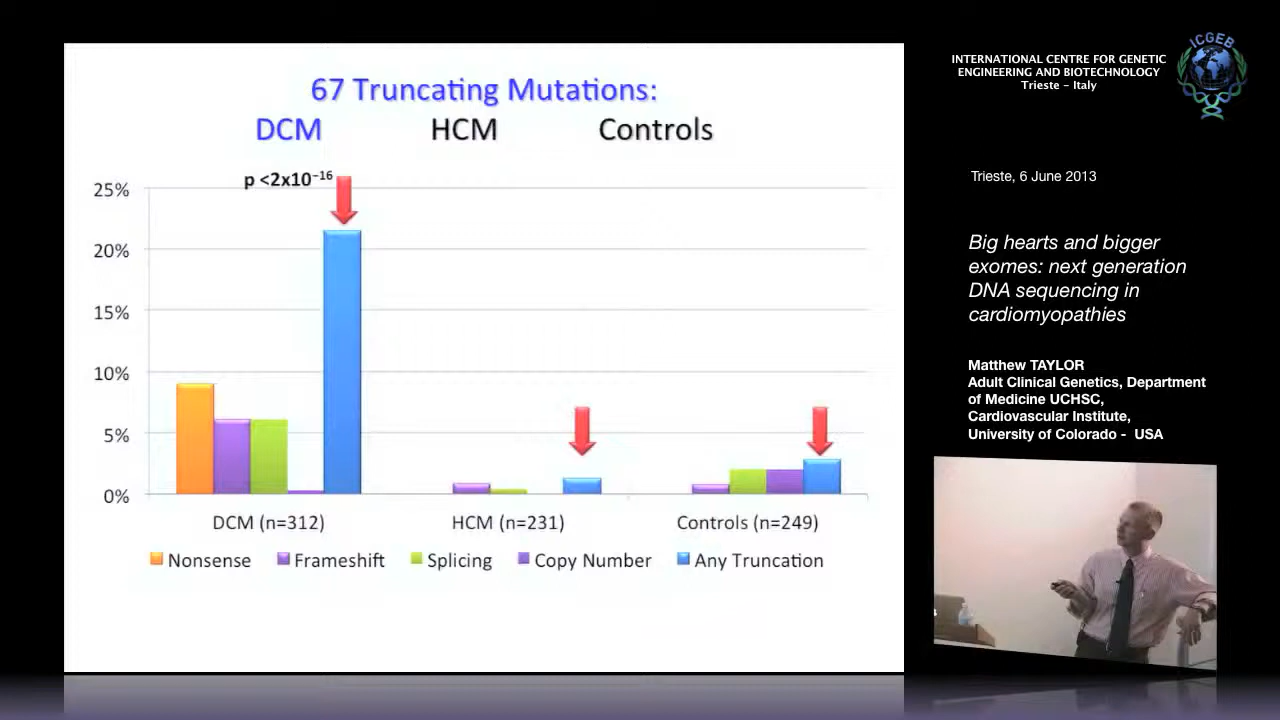 67 Truncating Mutations:
DCM HCM Controls
p <2x10⁻¹⁶
25%
20%
15%
10%
5%
0%
DCM (n=312) HCM (n=231) Controls (n=249)
Nonsense Frameshift Splicing Copy Number Any Truncation
INTERNATIONAL CENTRE FOR GENETIC
ENGINEERING AND BIOTECHNOLOGY
Trieste – Italy
ICGEB
Trieste, 6 June 2013
Big hearts and bigger
exomes: next generation
DNA sequencing in
cardiomyopathies
Matthew TAYLOR
Adult Clinical Genetics, Department
of Medicine UCHSC,
Cardiovascular Institute,
University of Colorado - USA